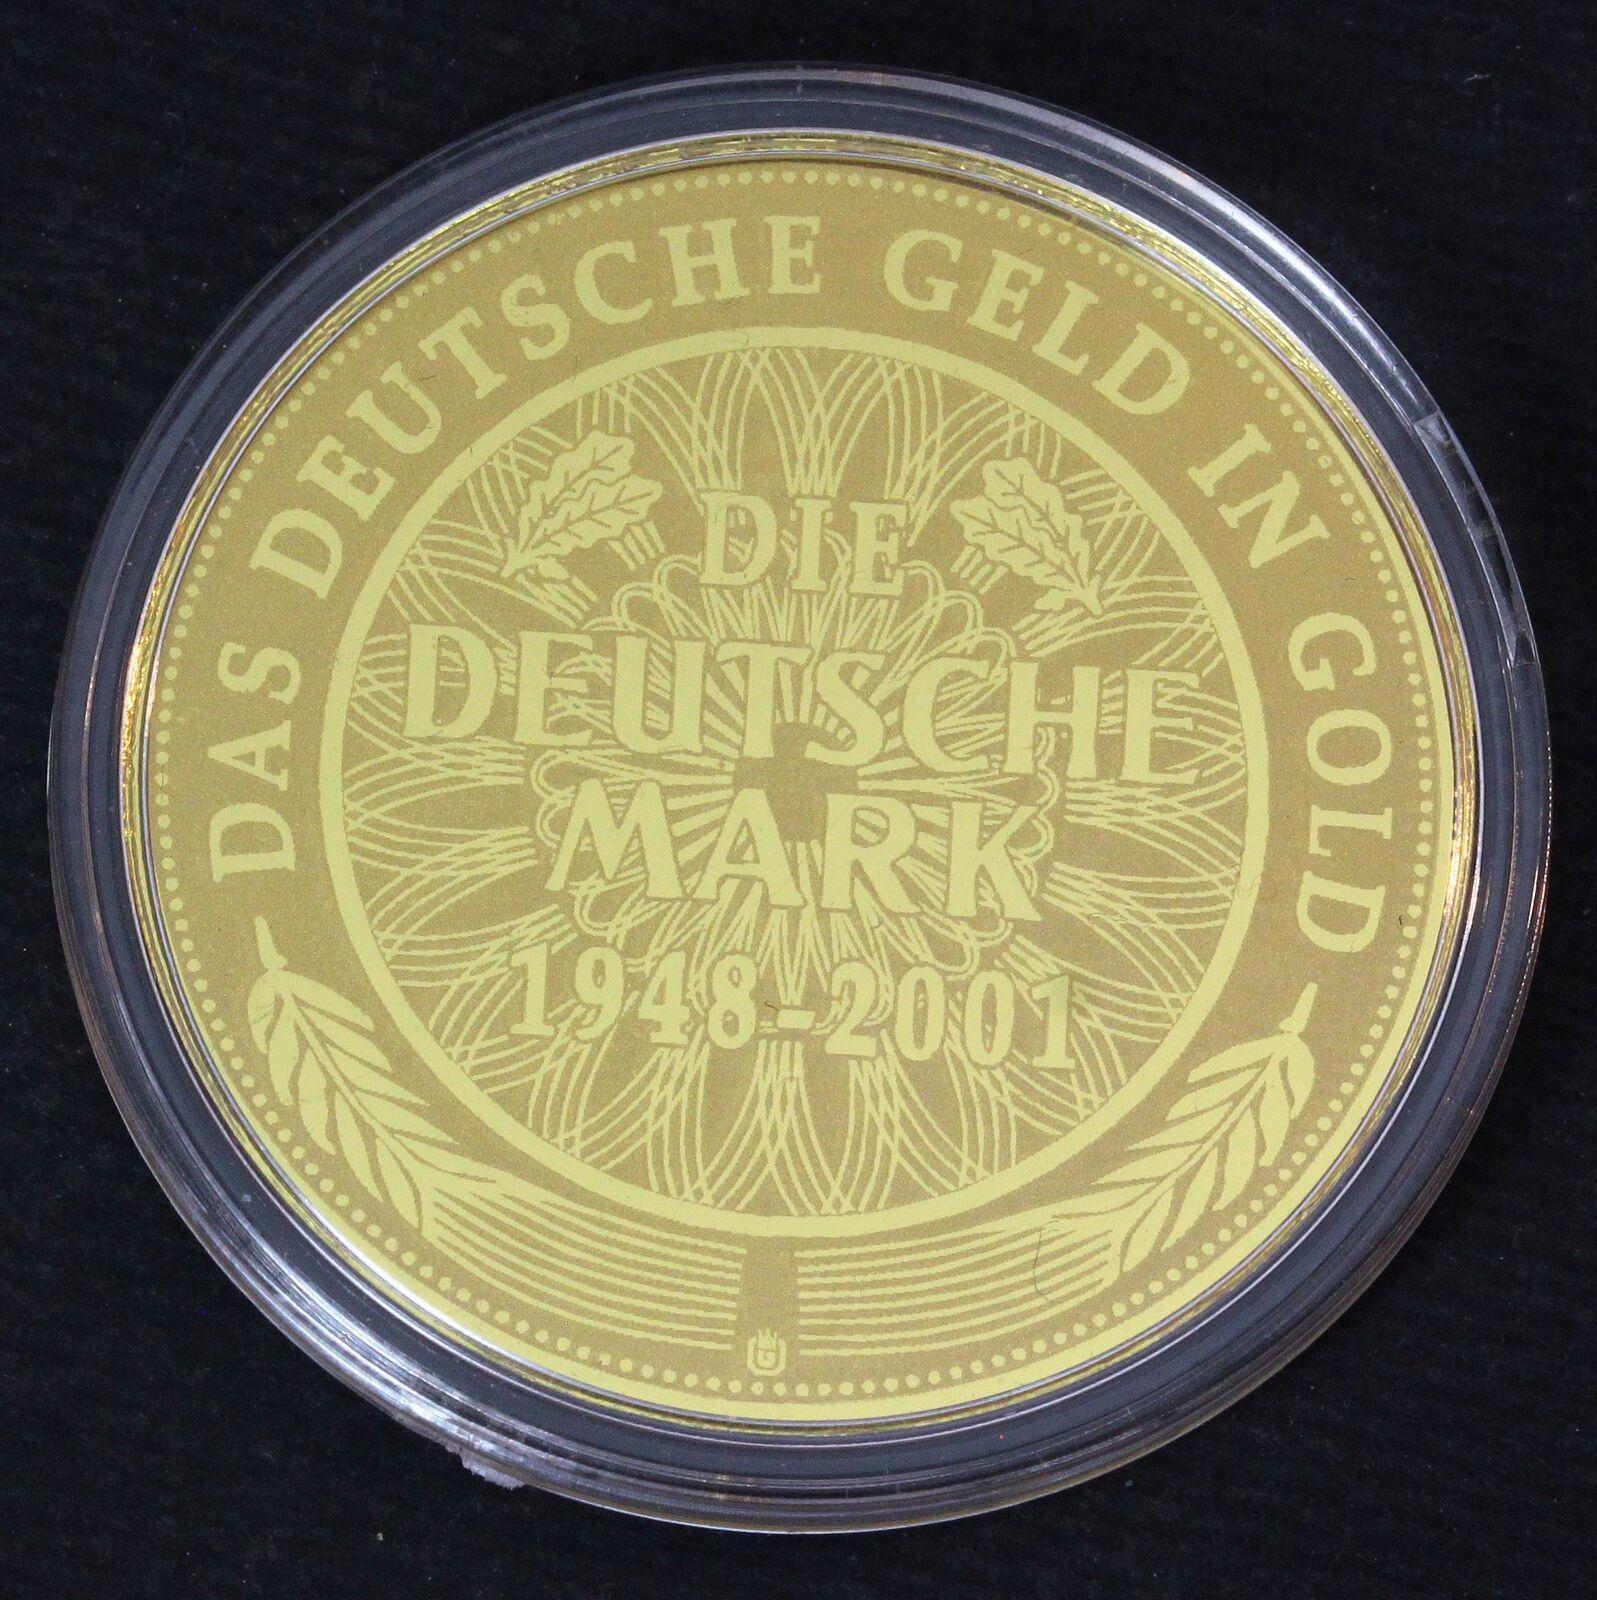 DAS DEUTSCHE GELD IN GOLD
DIE
DEUTSCHE
MARK
1948-2001